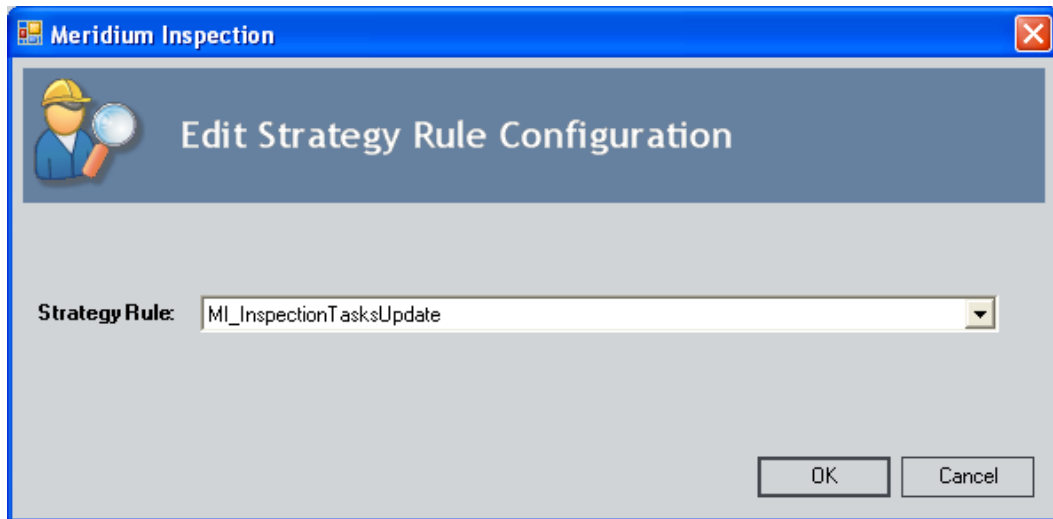 Meridium Inspection
Edit Strategy Rule Configuration
Strategy Rule: MI_InspectionTasksUpdate
OK Cancel